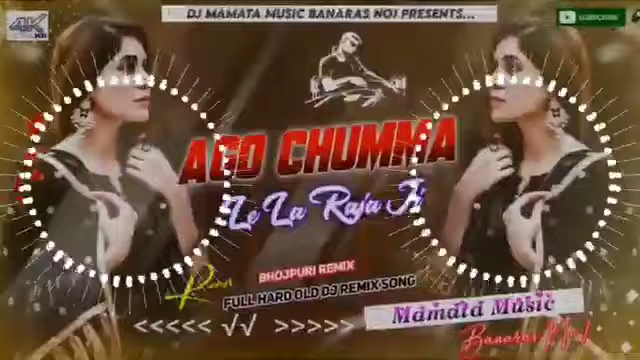 DJ MAMATA MUSIC BANARAS NO1 PRESENTS...
4K
SUBSCRIBE
AGO CHUMMA
Le La Raja Ji
BHOJPURI REMIX
FULL HARD OLD DJ REMIX SONG
<<<<< √√ >>>>>
Mamata Music
Banaras